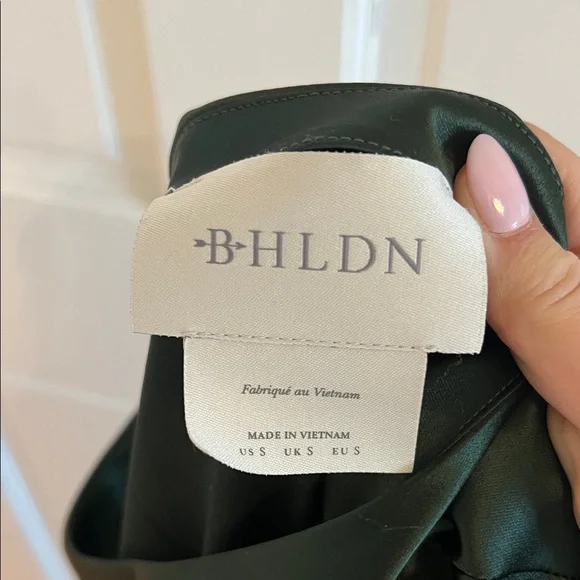 BHLDN
Fabriqué au Vietnam
MADE IN VIETNAM
US S UK S EU S